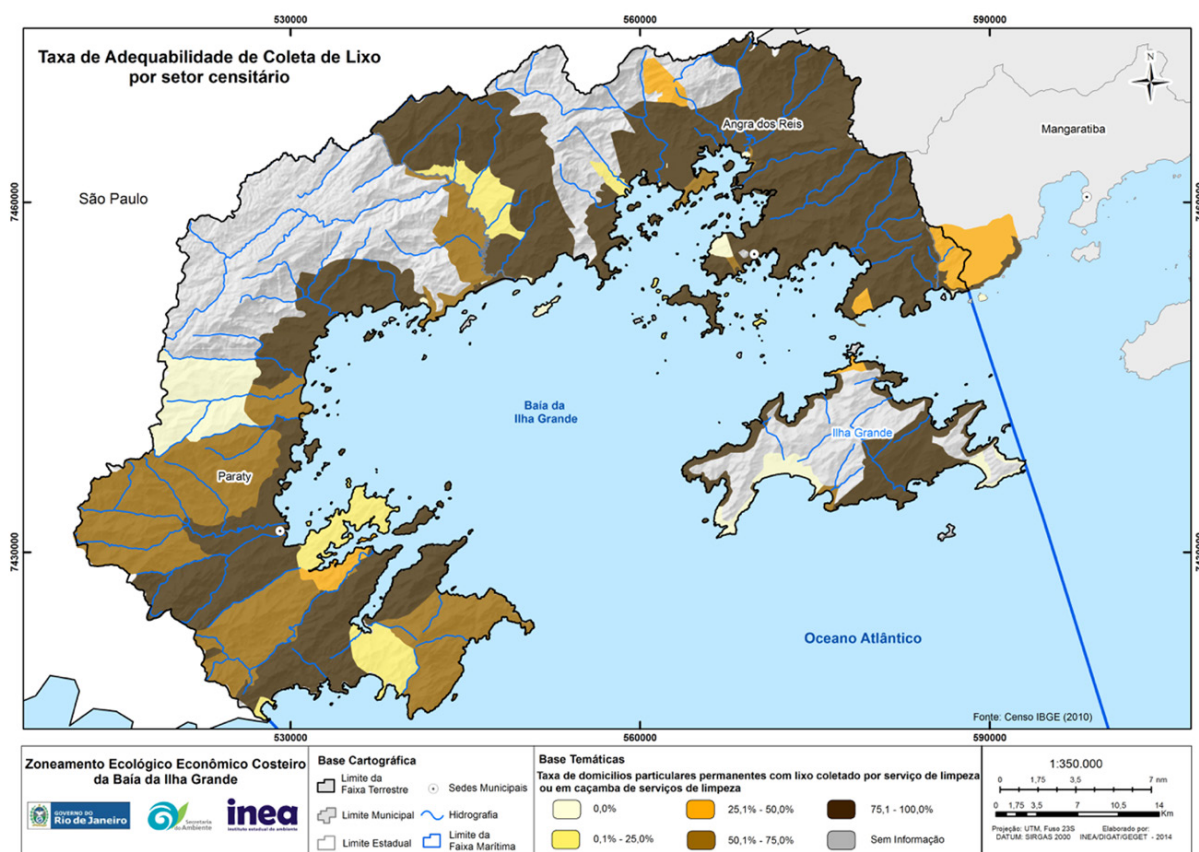 530000
560000
590000
Taxa de Adequabilidade de Coleta de Lixo
por setor censitário
N
Angra dos Reis
Mangaratiba
São Paulo
7460000
7460000
Baía da
Ilha Grande
Ilha Grande
Paraty
7430000
7430000
Oceano Atlântico
Fonte: Censo IBGE (2010)
530000
560000
590000
Zoneamento Ecológico Econômico Costeiro
da Baía da Ilha Grande
GOVERNO DO
Rio de Janeiro
Secretaria
do Ambiente
inea
instituto estadual do ambiente
Base Cartográfica
Limite da
Faixa Terrestre
Sedes Municipais
Limite Municipal
Hidrografia
Limite Estadual
Limite da
Faixa Marítima
Base Temáticas
Taxa de domicílios particulares permanentes com lixo coletado por serviço de limpeza
ou em caçamba de serviços de limpeza
0,0%
25,1% - 50,0%
75,1 - 100,0%
0,1% - 25,0%
50,1% - 75,0%
Sem Informação
1:350.000
0 1,75 3,5 7 nm
0 1,75 3,5 7 10,5 14
Km
Projeção: UTM, Fuso 23S
DATUM: SIRGAS 2000
Elaborado por:
INEA/DIGAT/GEGET - 2014